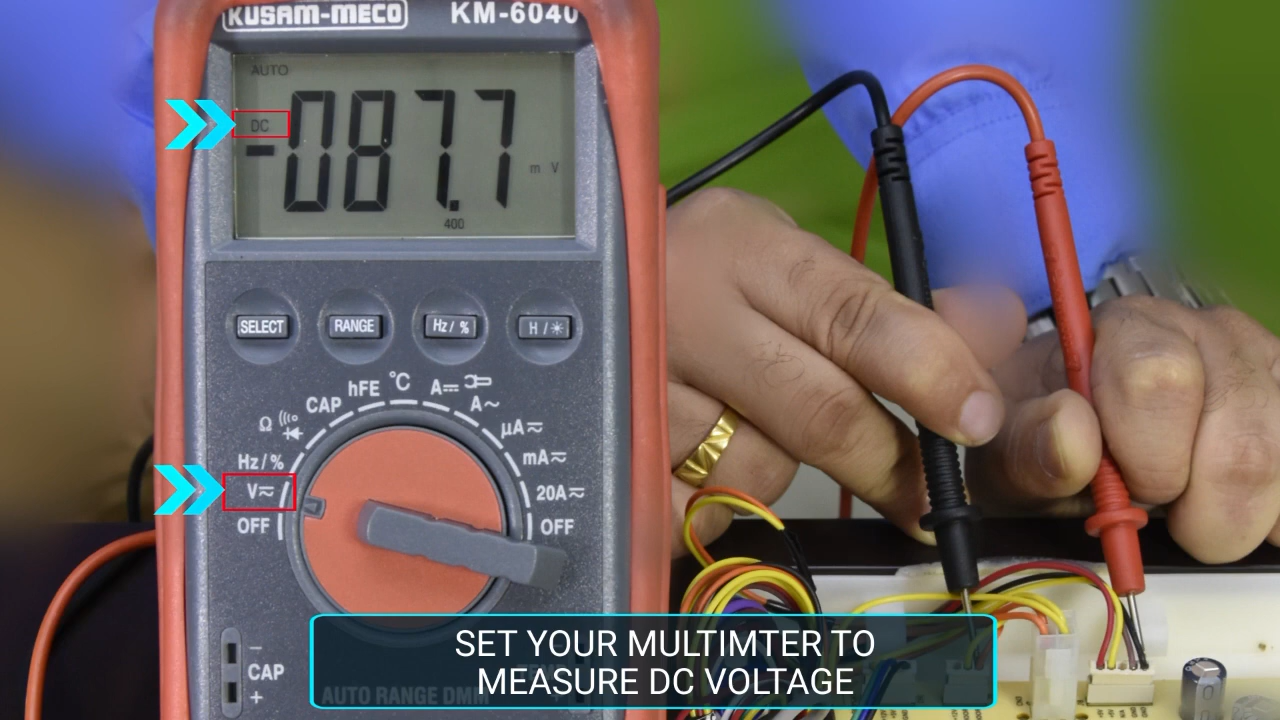 KUSAM-MECO KM-6040
AUTO
DC
-087.7
m V
400
SELECT RANGE Hz / % H / ☀
°C
hFE A⎓
CAP A~
Ω µA≂
Hz / % mA≂
V≂ 20A≂
OFF OFF
−
CAP
+
AUTO RANGE DMM
SET YOUR MULTIMTER TO
MEASURE DC VOLTAGE